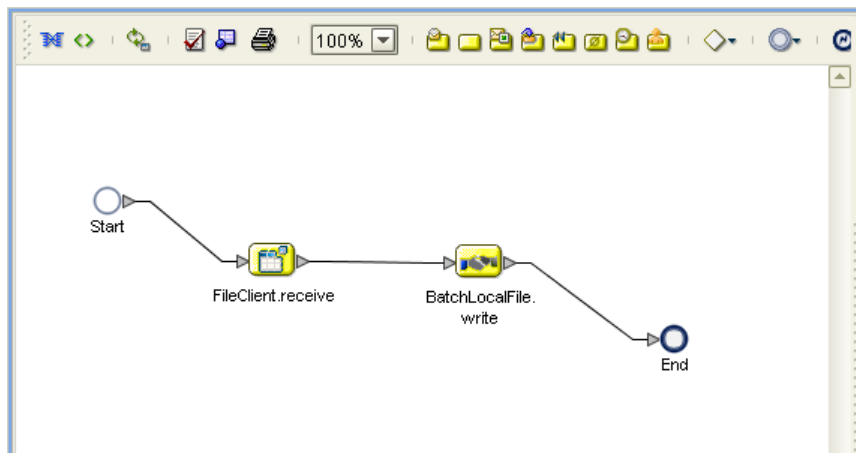 100%
Start
FileClient.receive
BatchLocalFile.
write
End